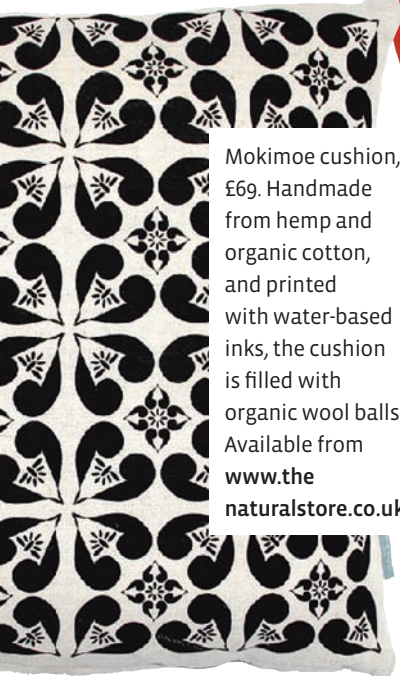 Mokimoe cushion,
£69. Handmade
from hemp and
organic cotton,
and printed
with water-based
inks, the cushion
is filled with
organic wool balls
Available from
www.the
naturalstore.co.uk